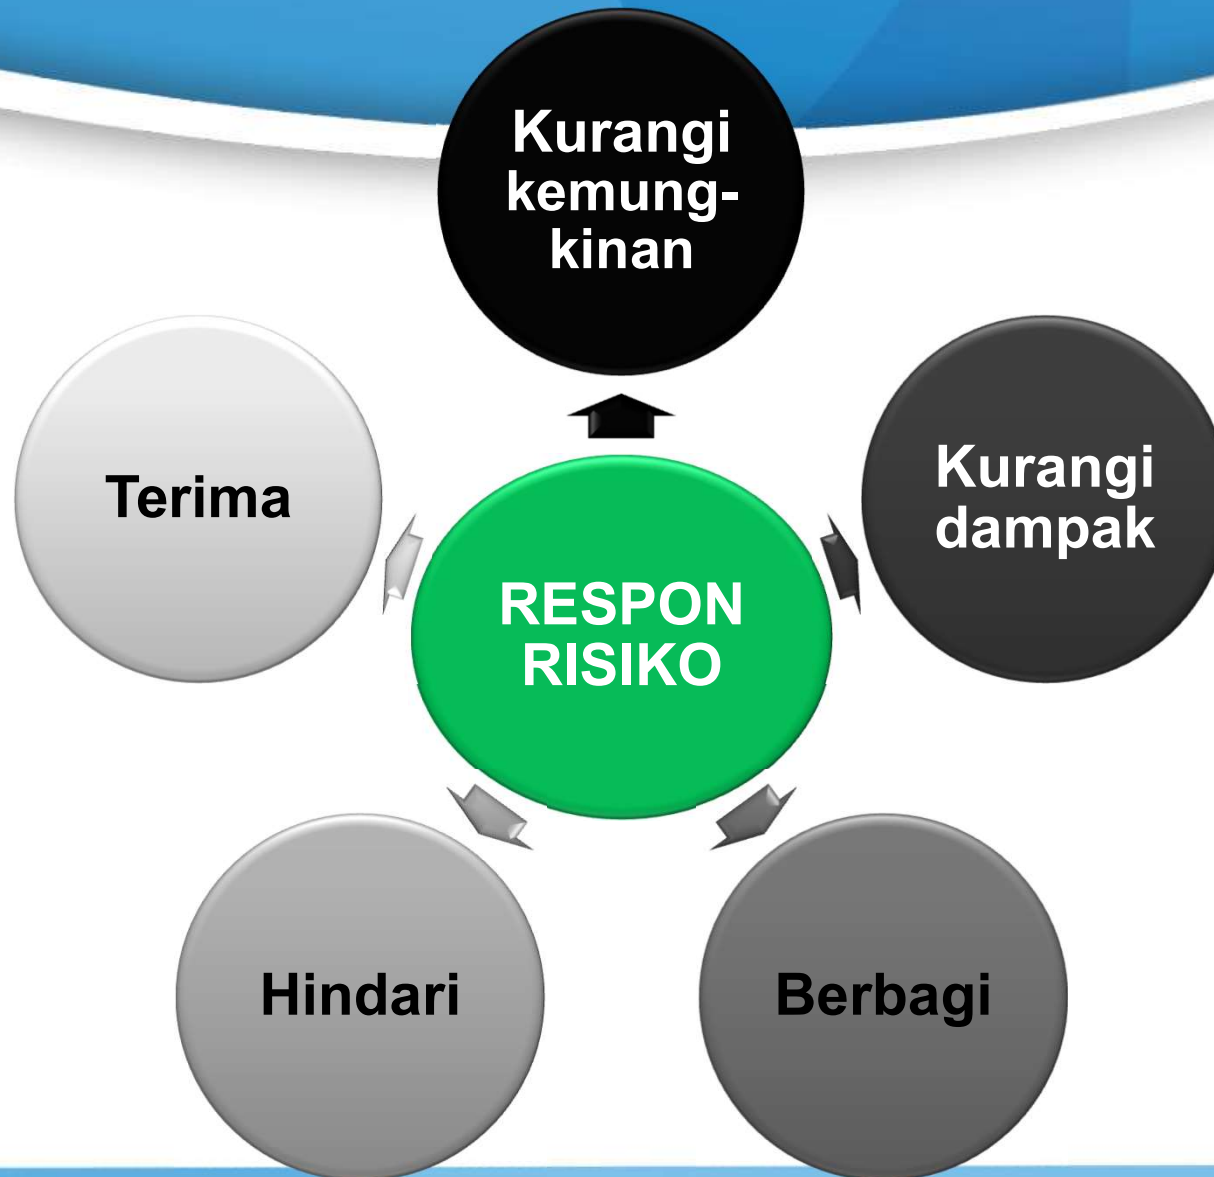 Kurangi
kemung-
kinan
Terima
Kurangi
dampak
RESPON
RISIKO
Hindari
Berbagi